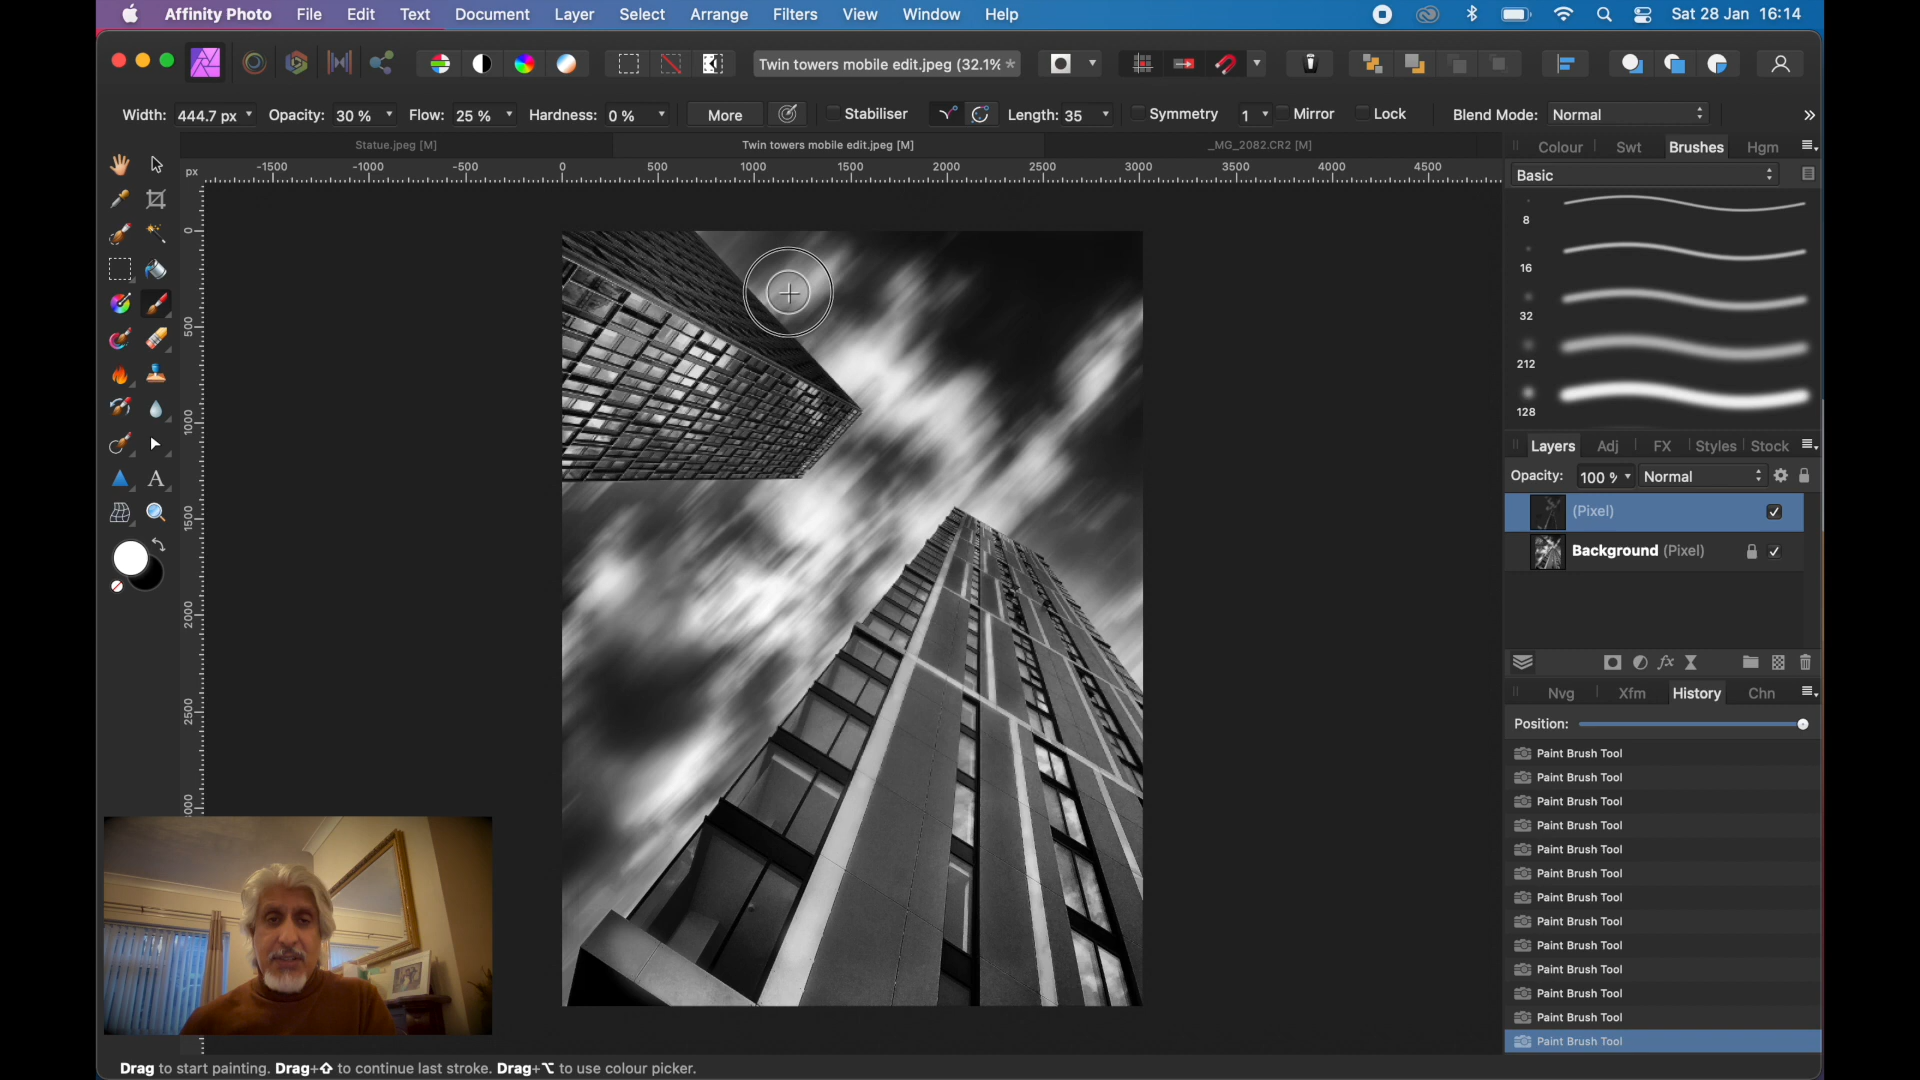 Affinity Photo File Edit Text Document Layer Select Arrange Filters View Window Help Sat 28 Jan 16:14
Twin towers mobile edit.jpeg (32.1% *
Width: 444.7 px Opacity: 30 % Flow: 25 % Hardness: 0 % More Stabiliser Length: 35 Symmetry 1 Mirror Lock Blend Mode: Normal »
Statue.jpeg [M] Twin towers mobile edit.jpeg [M] _MG_2082.CR2 [M]
Colour Swt Brushes Hgm
px -1500 -1000 -500 0 500 1000 1500 2000 2500 3000 3500 4000 4500
Basic
8
0
16
32
500
212
1000
128
Layers Adj FX Styles Stock
Opacity: 100 % Normal
1500
(Pixel)
Background (Pixel)
2000
Nvg Xfm History Chn
2500
Position:
Paint Brush Tool
Paint Brush Tool
Paint Brush Tool
Paint Brush Tool
Paint Brush Tool
Paint Brush Tool
Paint Brush Tool
Paint Brush Tool
Paint Brush Tool
Paint Brush Tool
Paint Brush Tool
Paint Brush Tool
Paint Brush Tool
Drag to start painting. Drag+⇧ to continue last stroke. Drag+⌥ to use colour picker.